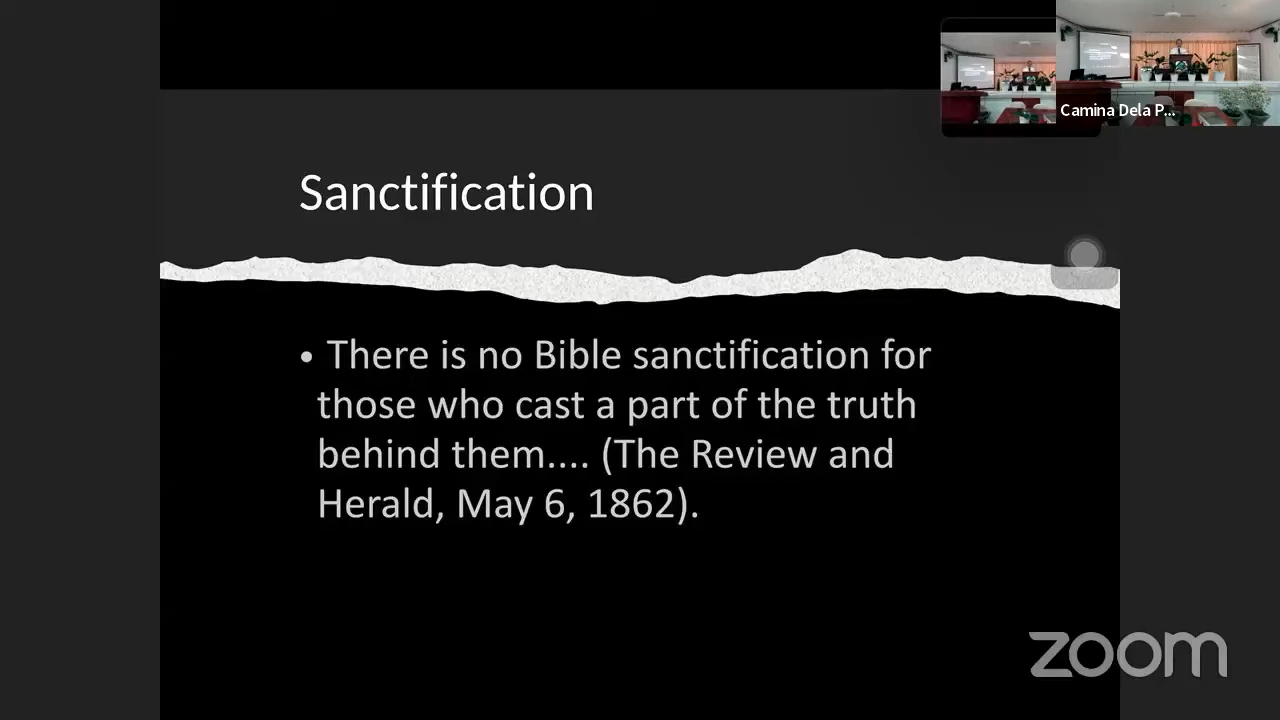 Camina Dela P...
Sanctification
• There is no Bible sanctification for
those who cast a part of the truth
behind them.... (The Review and
Herald, May 6, 1862).
zoom